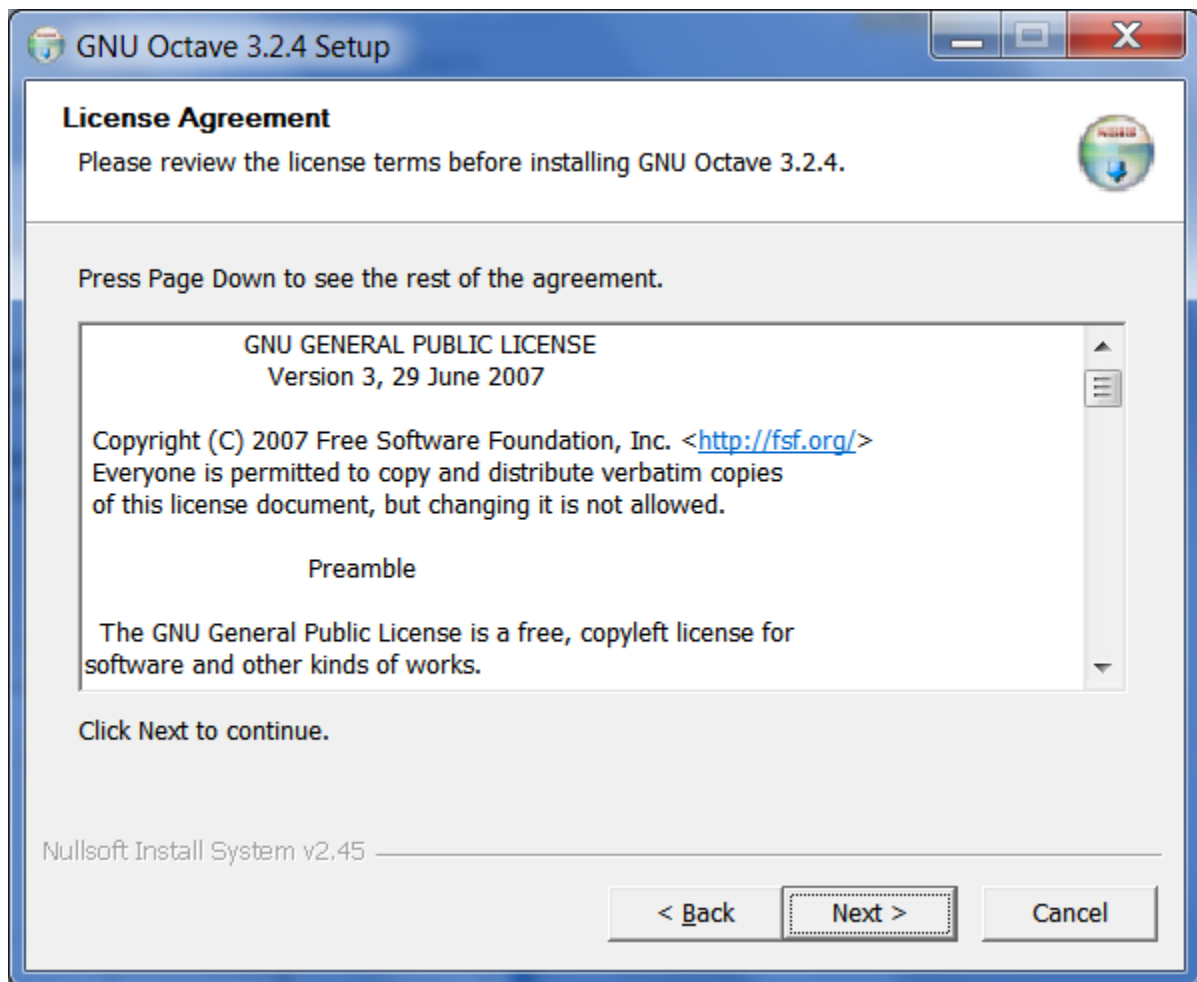 GNU Octave 3.2.4 Setup
License Agreement
Please review the license terms before installing GNU Octave 3.2.4.
Press Page Down to see the rest of the agreement.
GNU GENERAL PUBLIC LICENSE
Version 3, 29 June 2007
Copyright (C) 2007 Free Software Foundation, Inc. <http://fsf.org/>
Everyone is permitted to copy and distribute verbatim copies
of this license document, but changing it is not allowed.
Preamble
The GNU General Public License is a free, copyleft license for
software and other kinds of works.
Click Next to continue.
Nullsoft Install System v2.45
< Back
Next >
Cancel